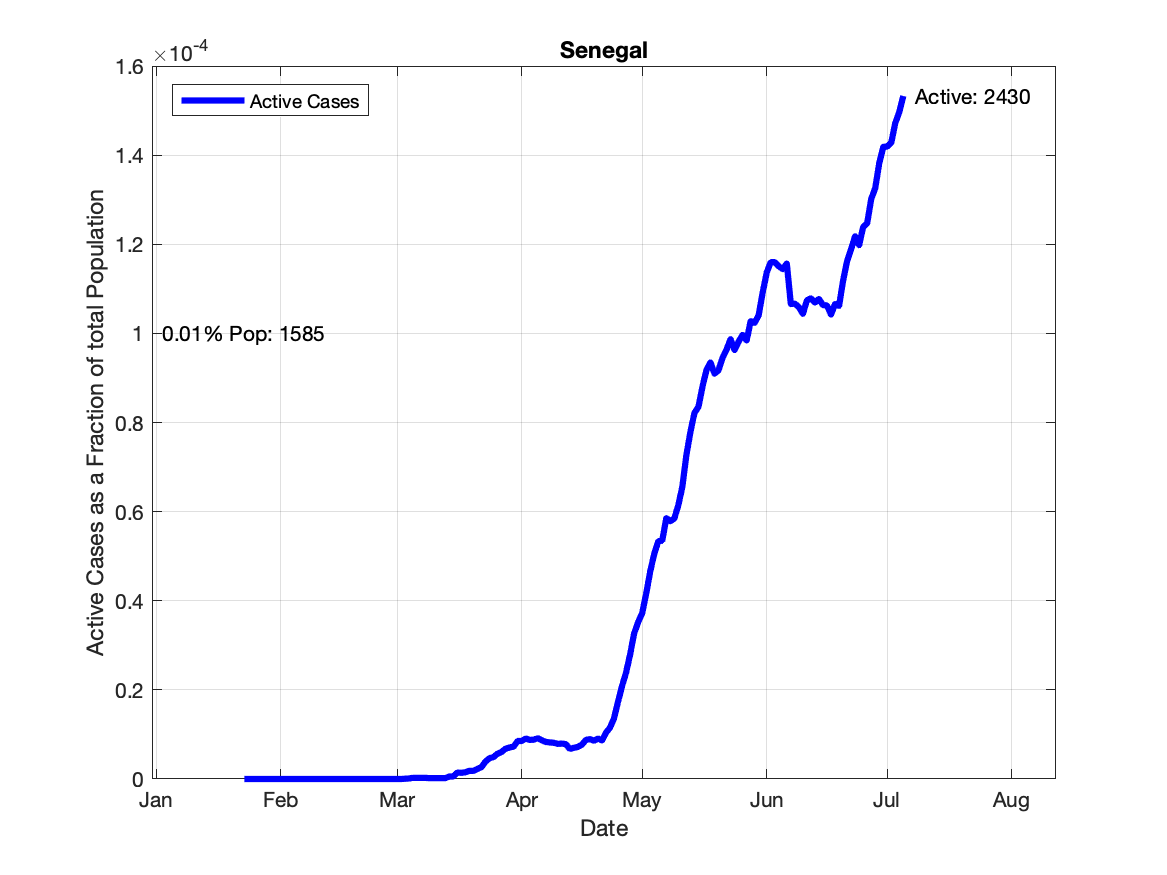 Senegal
×10-4
1.6
1.4
1.2
1
0.8
0.6
0.4
0.2
0
Active Cases
Active: 2430
0.01% Pop: 1585
Active Cases as a Fraction of total Population
Jan Feb Mar Apr May Jun Jul Aug
Date